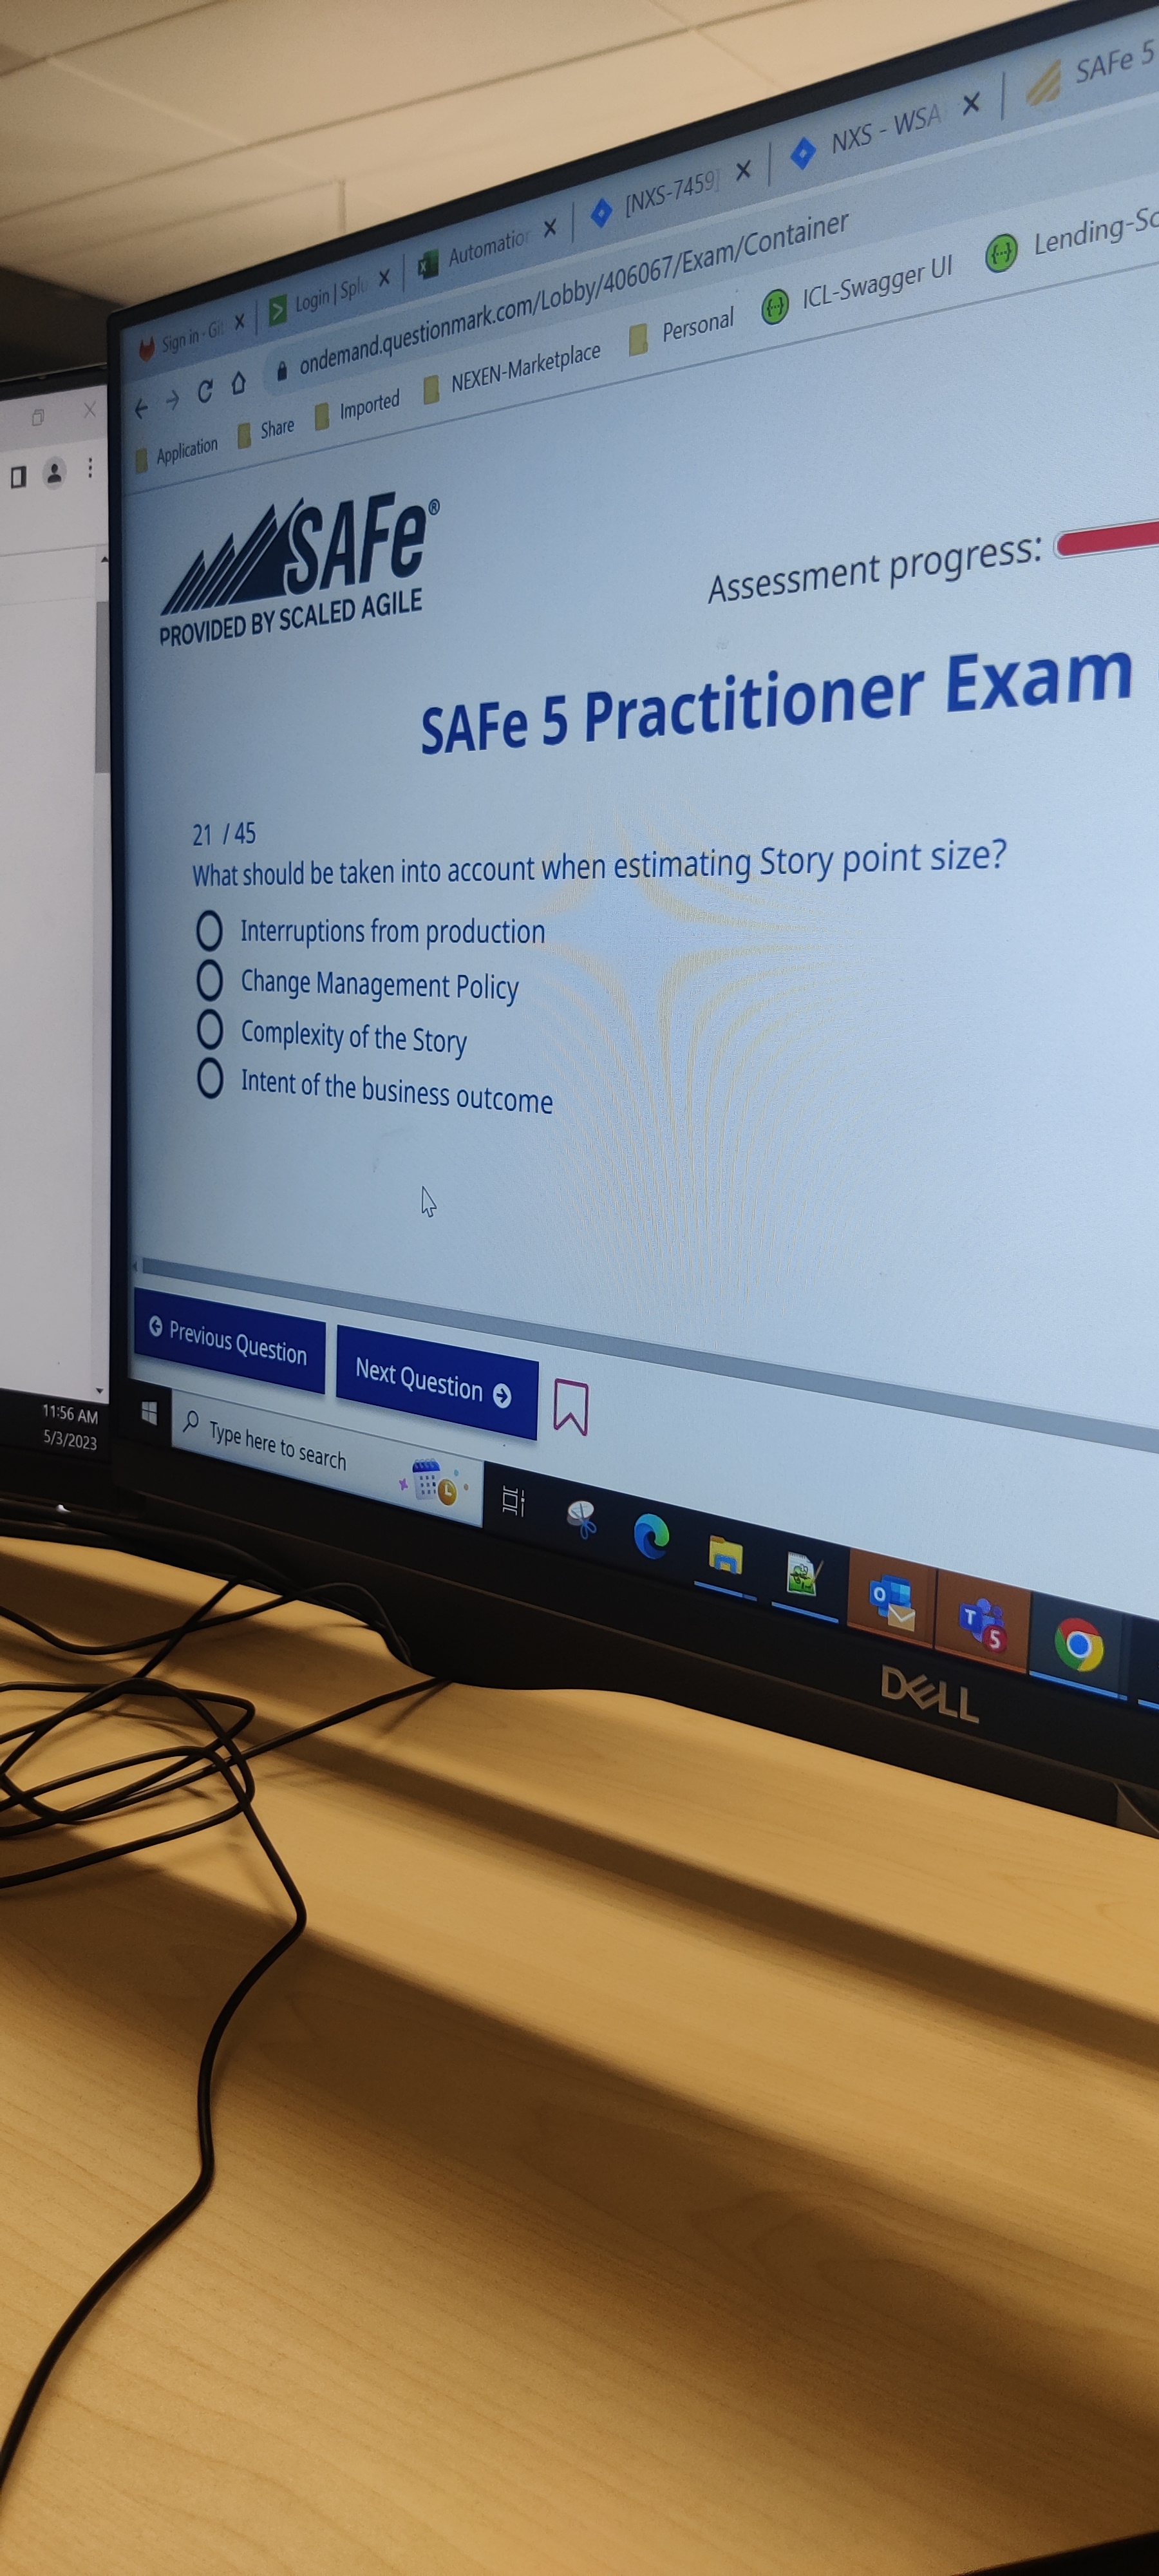 Sign in - Git
Login | Splu
Automation
[NXS-7459]
NXS - WSA
SAFe 5
ondemand.questionmark.com/Lobby/406067/Exam/Container
Application
Share
Imported
NEXEN-Marketplace
Personal
ICL-Swagger UI
Lending-Sc
SAFe®
PROVIDED BY SCALED AGILE
Assessment progress:
SAFe 5 Practitioner Exam
21 / 45
What should be taken into account when estimating Story point size?
Interruptions from production
Change Management Policy
Complexity of the Story
Intent of the business outcome
Previous Question
Next Question
11:56 AM
5/3/2023
Type here to search
5
DELL